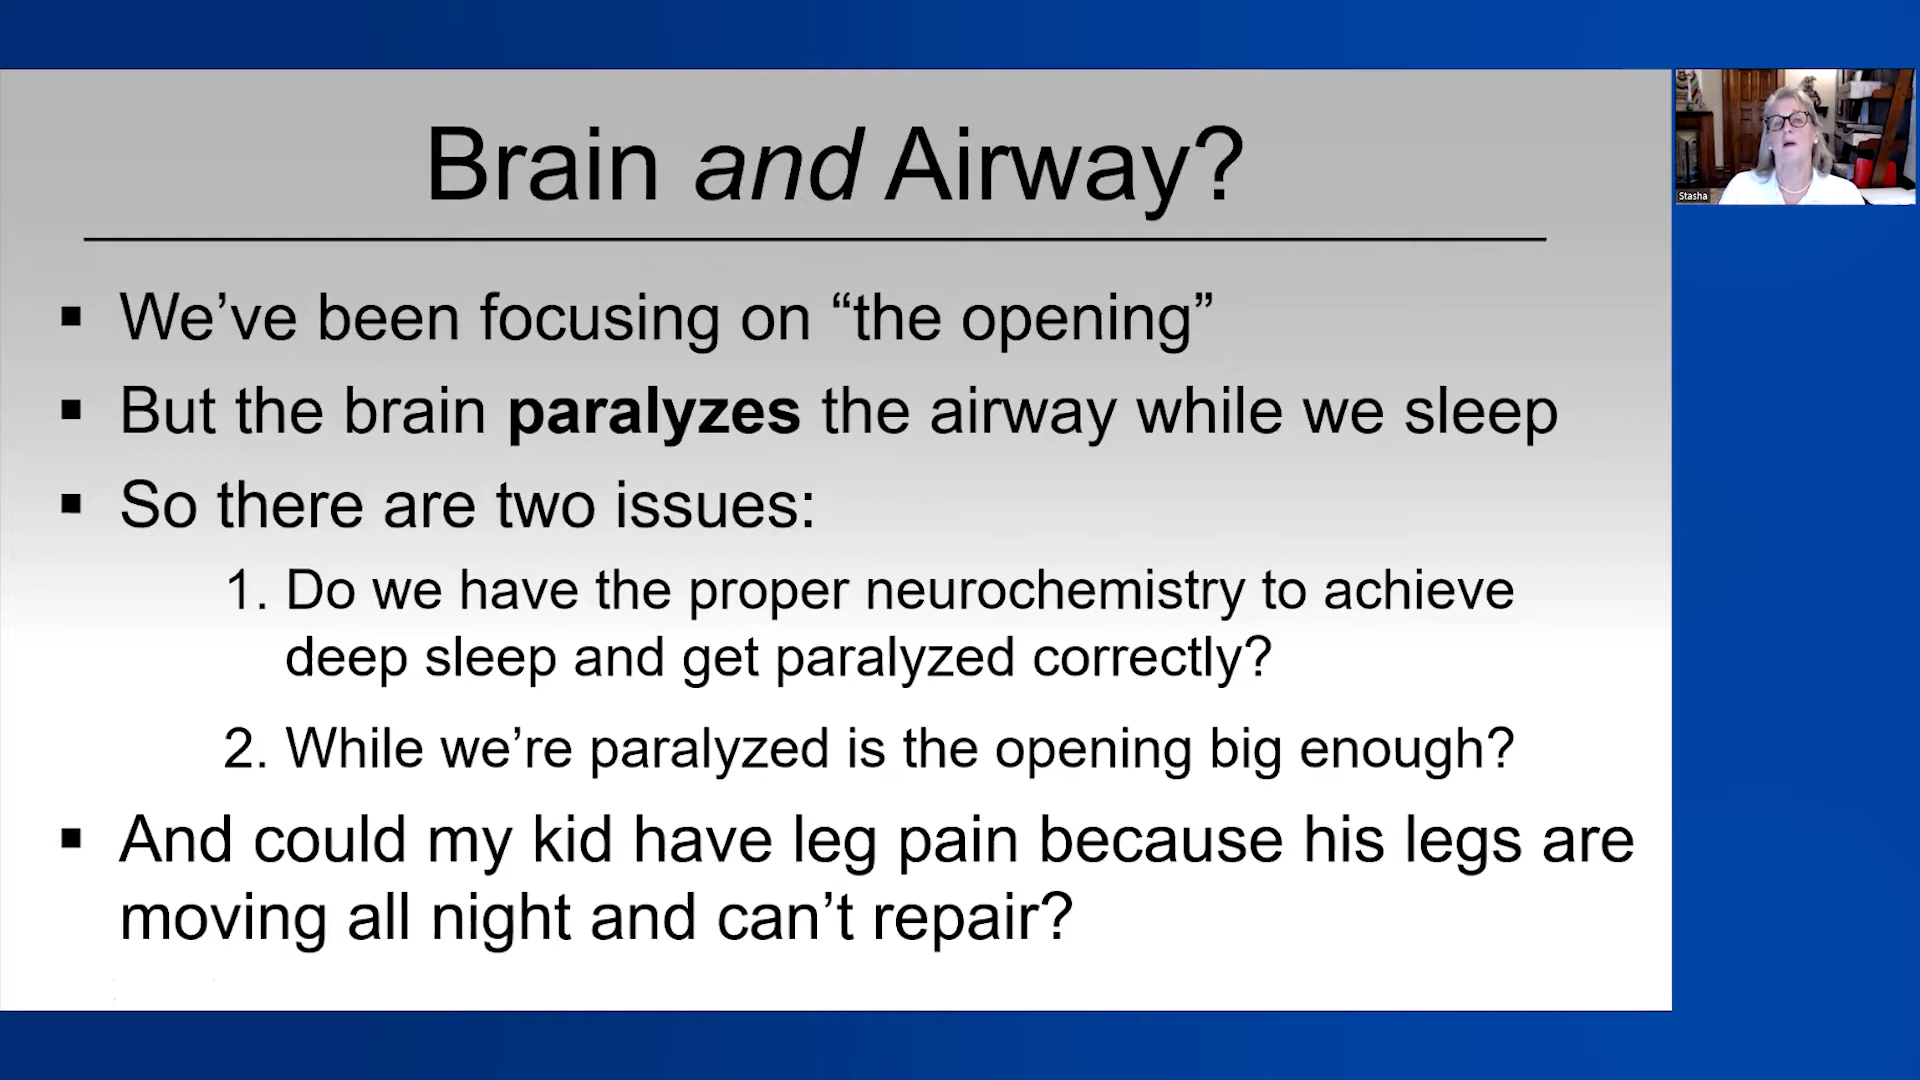 Brain and Airway?
▪ We’ve been focusing on “the opening”
▪ But the brain paralyzes the airway while we sleep
▪ So there are two issues:
1. Do we have the proper neurochemistry to achieve
deep sleep and get paralyzed correctly?
2. While we’re paralyzed is the opening big enough?
▪ And could my kid have leg pain because his legs are
moving all night and can’t repair?
Stasha